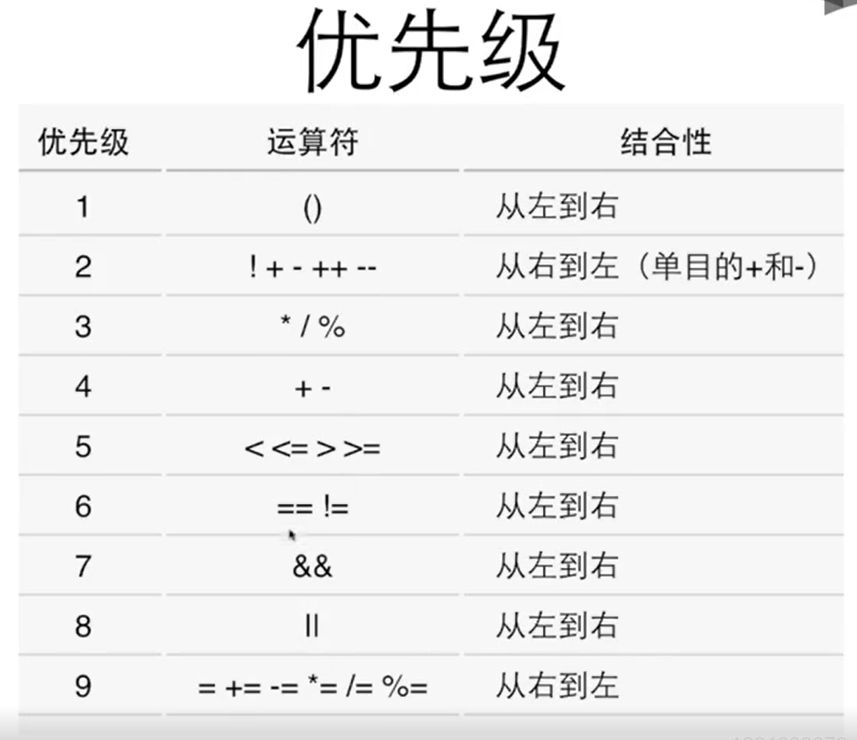 优先级
优先级 运算符 结合性
1 () 从左到右
2 ! + - ++ -- 从右到左（单目的+和-）
3 * / % 从左到右
4 + - 从左到右
5 < <= > >= 从左到右
6 == != 从左到右
7 && 从左到右
8 || 从左到右
9 = += -= *= /= %= 从右到左